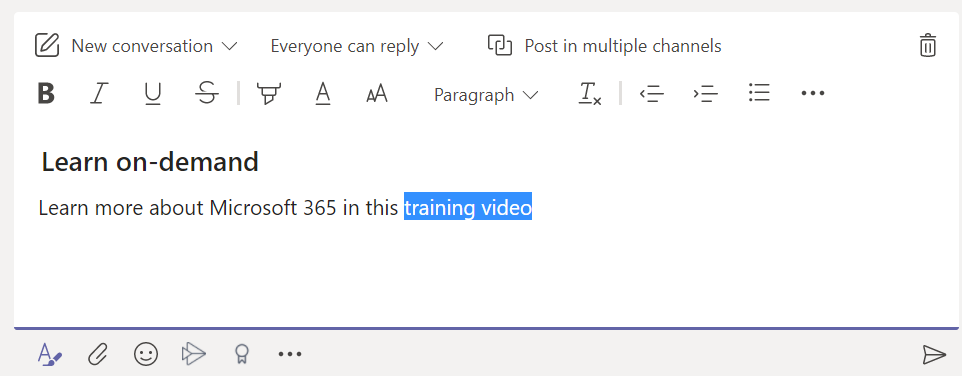 New conversation Everyone can reply Post in multiple channels
B I U S A AA Paragraph Tx
Learn on-demand
Learn more about Microsoft 365 in this training video